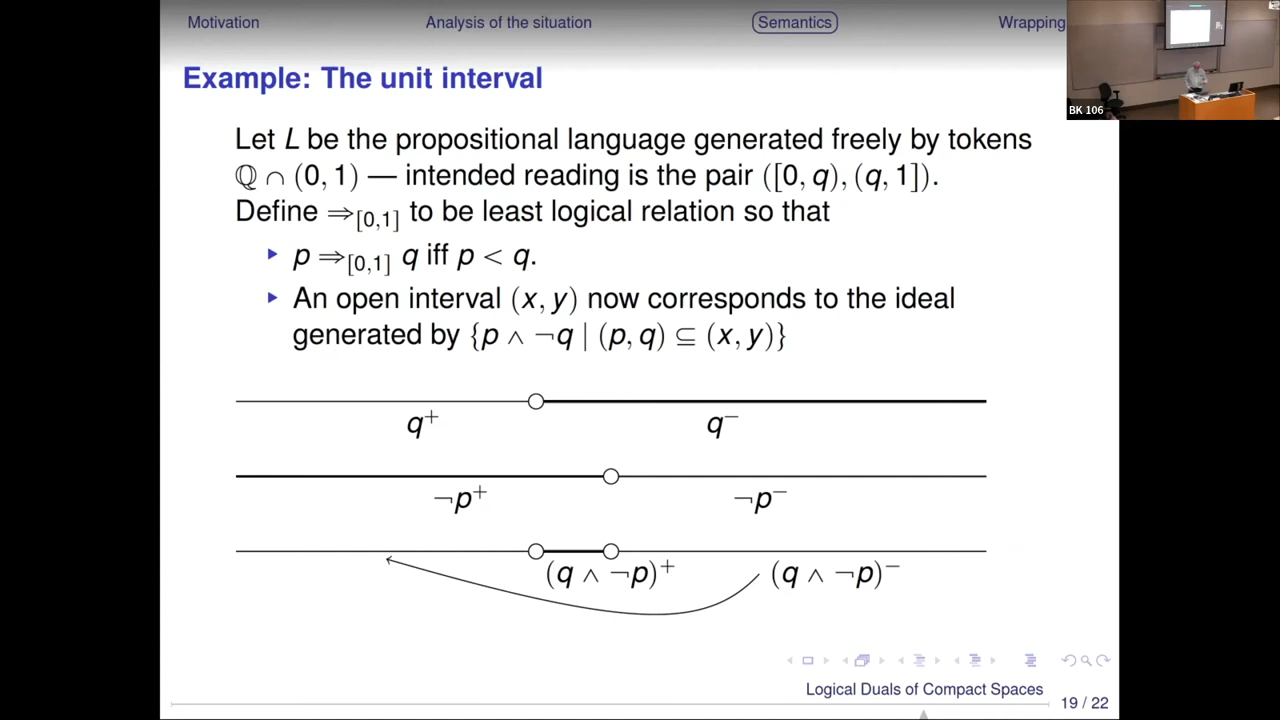 Motivation Analysis of the situation Semantics Wrapping
BK 106
Example: The unit interval
Let L be the propositional language generated freely by tokens
ℚ ∩ (0, 1) — intended reading is the pair ([0, q), (q, 1]).
Define ⇒[0,1] to be least logical relation so that
▸ p ⇒[0,1] q iff p < q.
▸ An open interval (x, y) now corresponds to the ideal
generated by {p ∧ ¬q | (p, q) ⊆ (x, y)}
q⁺ q⁻
¬p⁺ ¬p⁻
(q ∧ ¬p)⁺ (q ∧ ¬p)⁻
Logical Duals of Compact Spaces
19 / 22